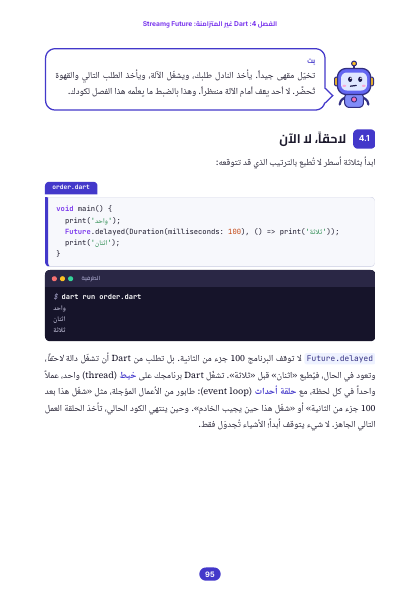 الفصل 4: Dart غير المتزامنة: Future وStream
بِت
تخيّل مقهى جيداً. يأخذ النادل طلبك، ويشغّل الآلة، ويأخذ الطلب التالي والقهوة
تُحضَّر. لا أحد يقف أمام الآلة منتظراً. وهذا بالضبط ما يعلّمه هذا الفصل لكودك.
4.1 لاحقاً، لا الآن
ابدأ بثلاثة أسطر لا تُطبع بالترتيب الذي قد تتوقعه:
order.dart
void main() {
print('واحد');
Future.delayed(Duration(milliseconds: 100), () => print('ثلاثة'));
print('اثنان');
}
الطرفية
$ dart run order.dart
واحد
اثنان
ثلاثة
Future.delayed لا توقف البرنامج 100 جزء من الثانية. بل تطلب من Dart أن تشغّل دالة لاحقاً،
وتعود في الحال، فيُطبع «اثنان» قبل «ثلاثة». تشغّل Dart برنامجك على خيط (thread) واحد، عملاً
واحداً في كل لحظة، مع حلقة أحداث (event loop): طابور من الأعمال المؤجلة، مثل «شغّل هذا بعد
100 جزء من الثانية» أو «شغّل هذا حين يجيب الخادم». وحين ينتهي الكود الحالي، تأخذ الحلقة العمل
التالي الجاهز. لا شيء يتوقف أبداً؛ الأشياء تُجدوَل فقط.
95